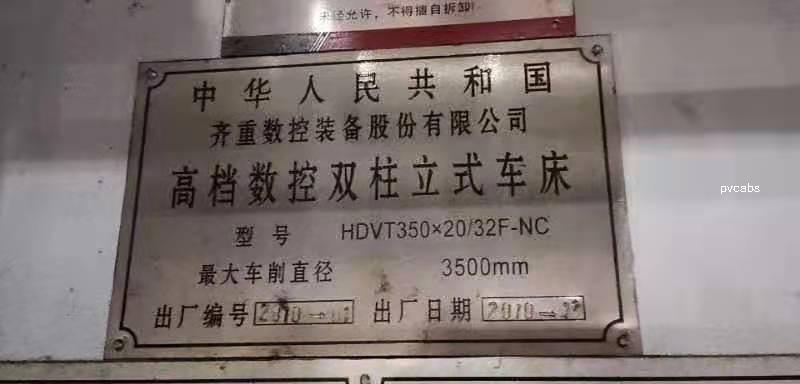 未经允许，不得擅自拆卸!
中华人民共和国
齐重数控装备股份有限公司
高档数控双柱立式车床
型号 HDVT350×20/32F-NC
最大车削直径 3500mm
出厂编号 2010 出厂日期 2010
pvcabs